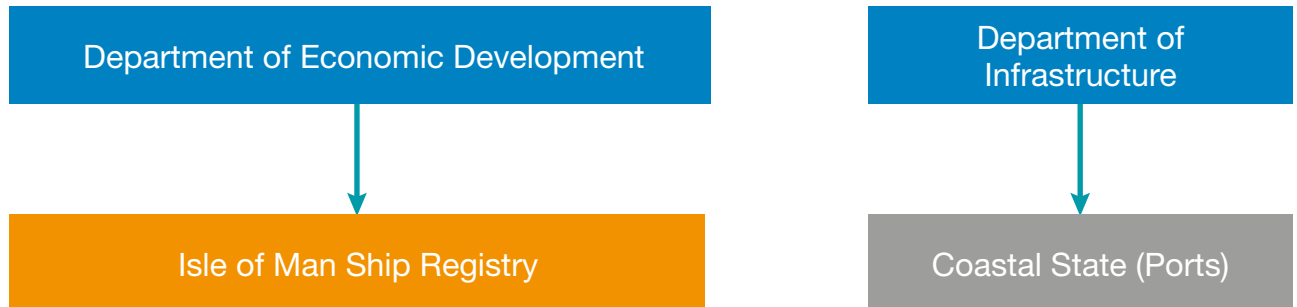 Department of Economic Development
Department of
Infrastructure
Isle of Man Ship Registry
Coastal State (Ports)